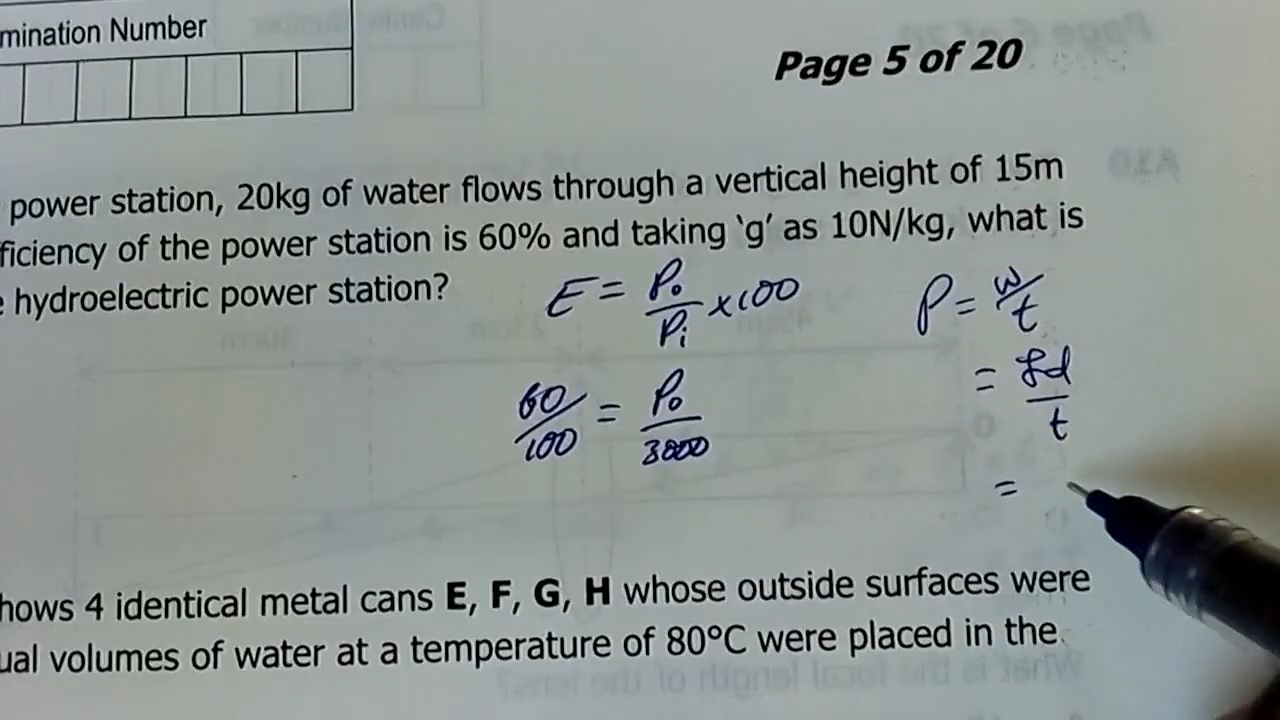 mination Number
Page 5 of 20
power station, 20kg of water flows through a vertical height of 15m
ficiency of the power station is 60% and taking ‘g’ as 10N/kg, what is
e hydroelectric power station?
E = Po/Pi × 100
P = w/t
60/100 = Po/3000
= Fd/t
=
hows 4 identical metal cans E, F, G, H whose outside surfaces were
ual volumes of water at a temperature of 80°C were placed in the